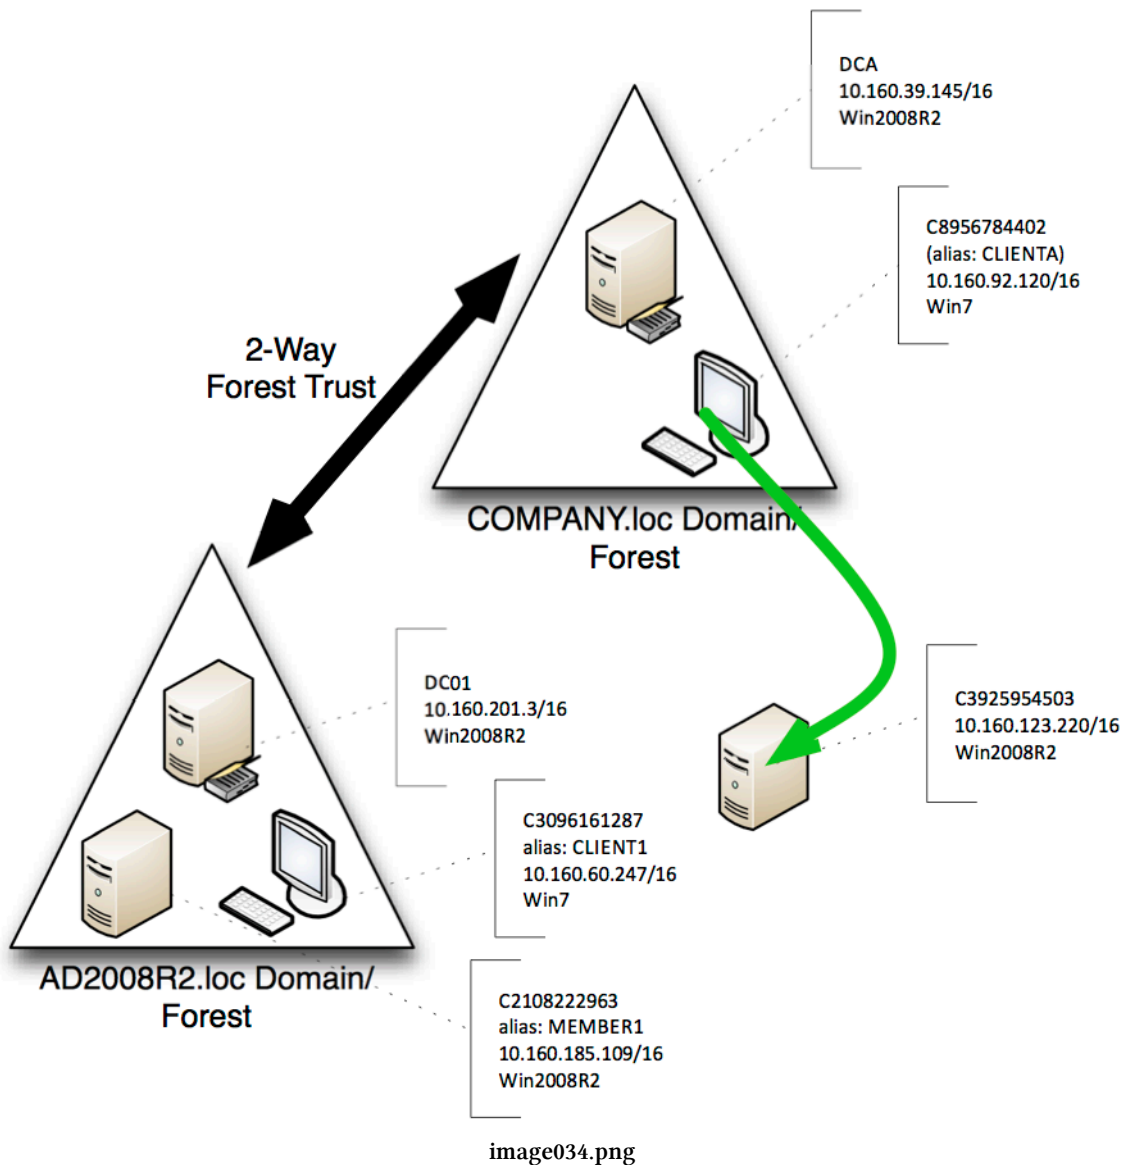 DCA
10.160.39.145/16
Win2008R2
C8956784402
(alias: CLIENTA)
10.160.92.120/16
Win7
2-Way
Forest Trust
COMPANY.loc Domain/
Forest
DC01
10.160.201.3/16
Win2008R2
C3925954503
10.160.123.220/16
Win2008R2
C3096161287
alias: CLIENT1
10.160.60.247/16
Win7
AD2008R2.loc Domain/
Forest
C2108222963
alias: MEMBER1
10.160.185.109/16
Win2008R2
image034.png